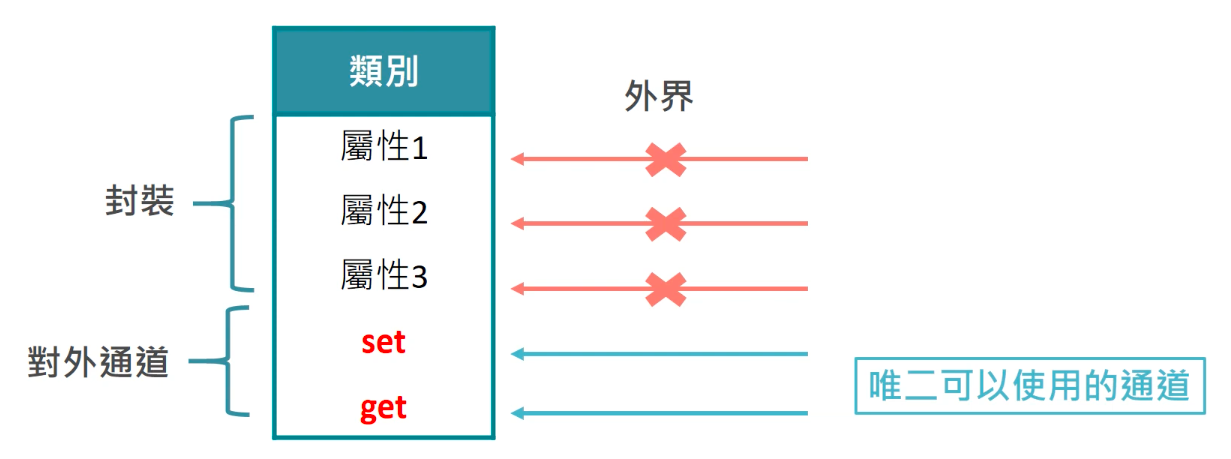 類別
外界
封裝
屬性1
屬性2
屬性3
對外通道
set
get
唯二可以使用的通道